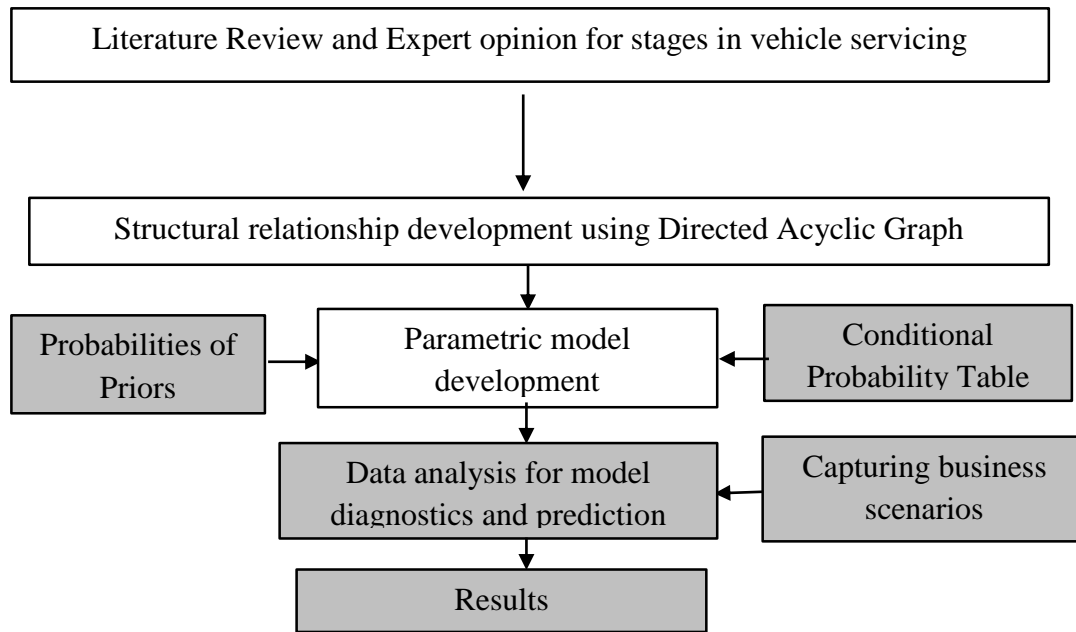 Literature Review and Expert opinion for stages in vehicle servicing
Structural relationship development using Directed Acyclic Graph
Probabilities of
Priors
Parametric model
development
Conditional
Probability Table
Data analysis for model
diagnostics and prediction
Capturing business
scenarios
Results